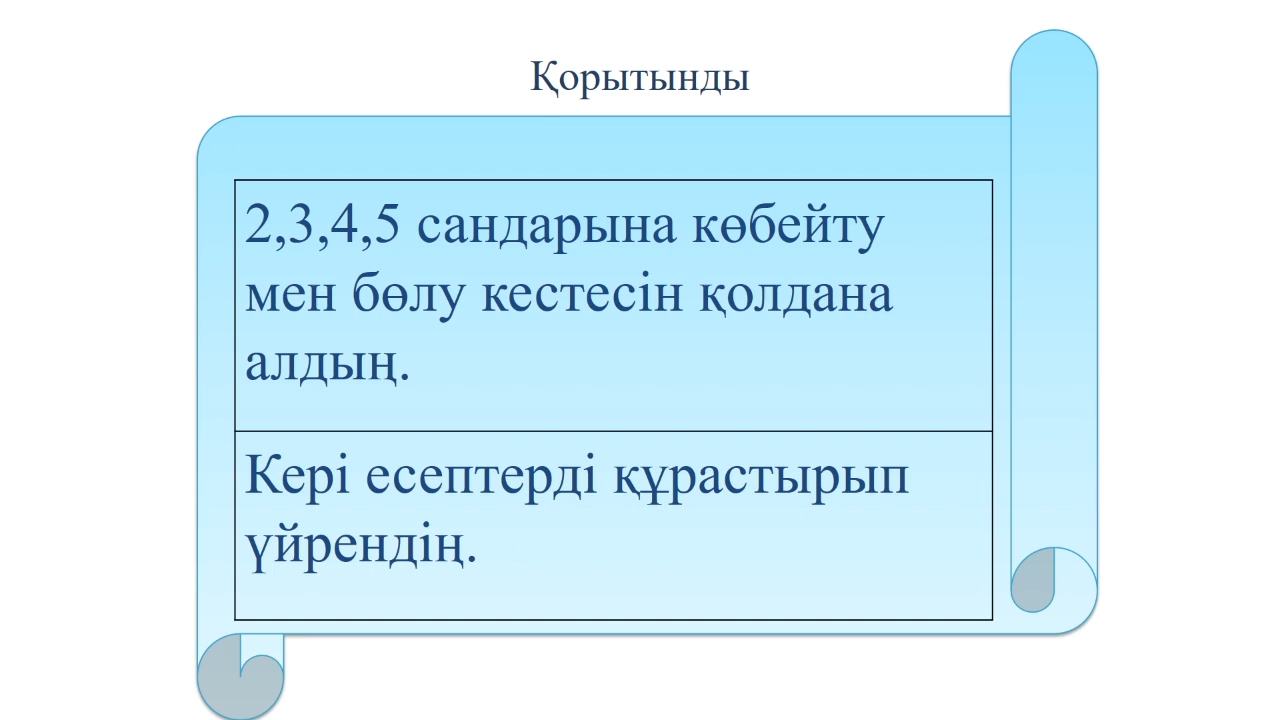 Қорытынды
2,3,4,5 сандарына көбейту
мен бөлу кестесін қолдана
алдың.
Кері есептерді құрастырып
үйрендің.